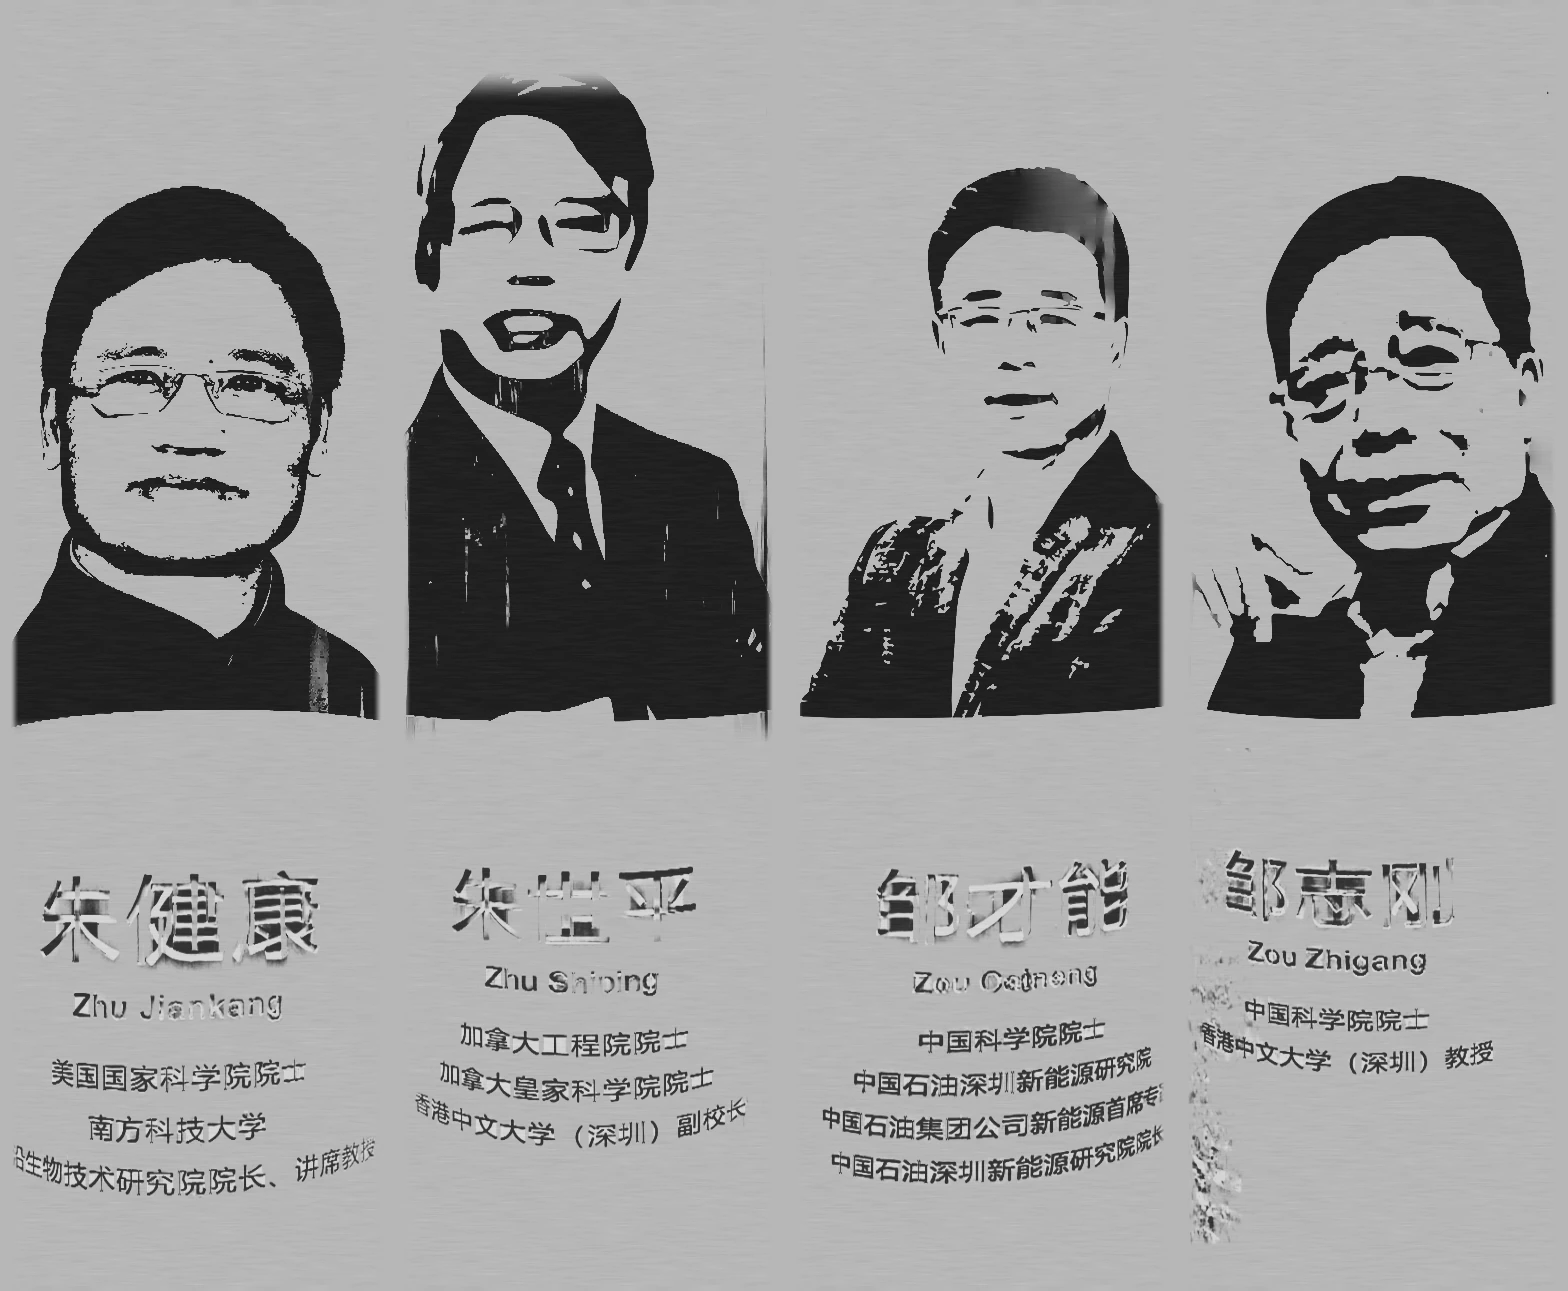 朱健康
Zhu Jiankang
美国国家科学院院士
南方科技大学
沿生物技术研究院院长、讲席教授
朱世平
Zhu Shiping
加拿大工程院院士
加拿大皇家科学院院士
香港中文大学（深圳）副校长
邹才能
Zou Caineng
中国科学院院士
中国石油深圳新能源研究院
中国石油集团公司新能源首席专
中国石油深圳新能源研究院院长
邹志刚
Zou Zhigang
中国科学院院士
香港中文大学（深圳）教授